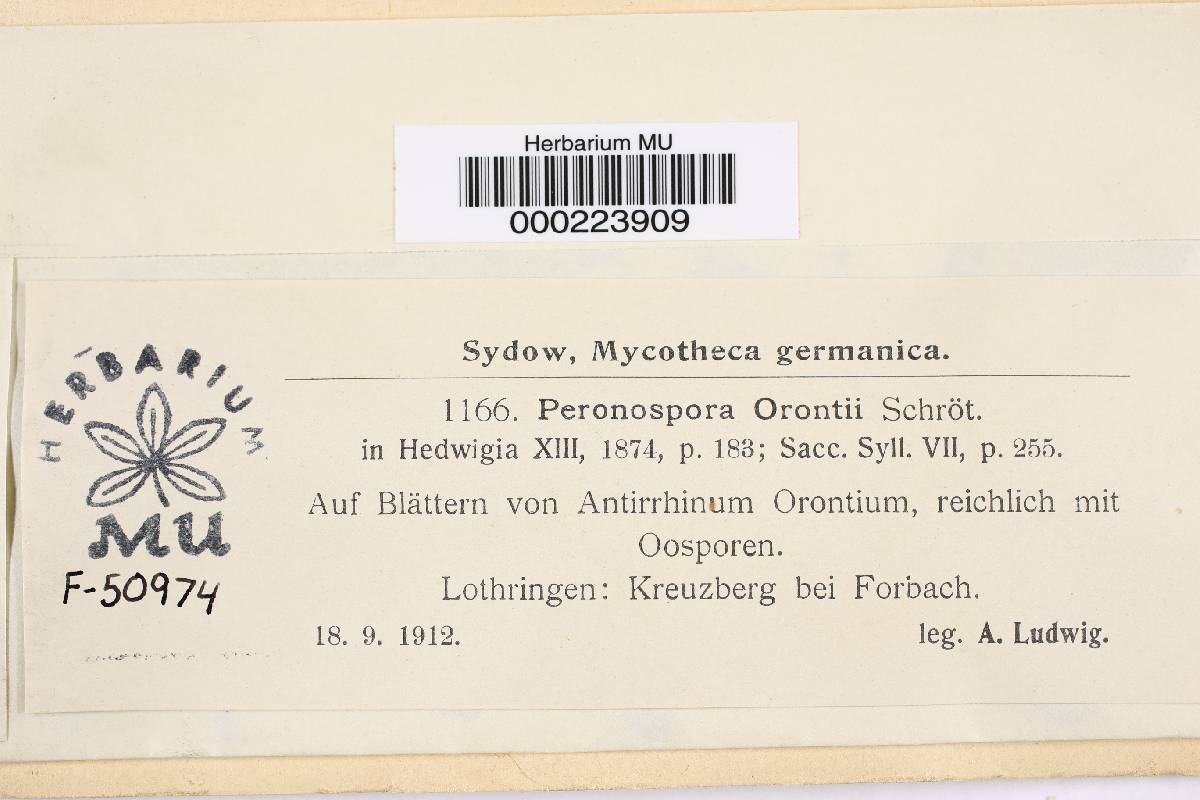 Herbarium MU
000223909
HERBARIUM
MU
F-50974
Sydow, Mycotheca germanica.
1166. Peronospora Orontii Schröt.
in Hedwigia XIII, 1874, p. 183; Sacc. Syll. VII, p. 255.
Auf Blättern von Antirrhinum Orontium, reichlich mit
Oosporen.
Lothringen: Kreuzberg bei Forbach.
18. 9. 1912.
leg. A. Ludwig.